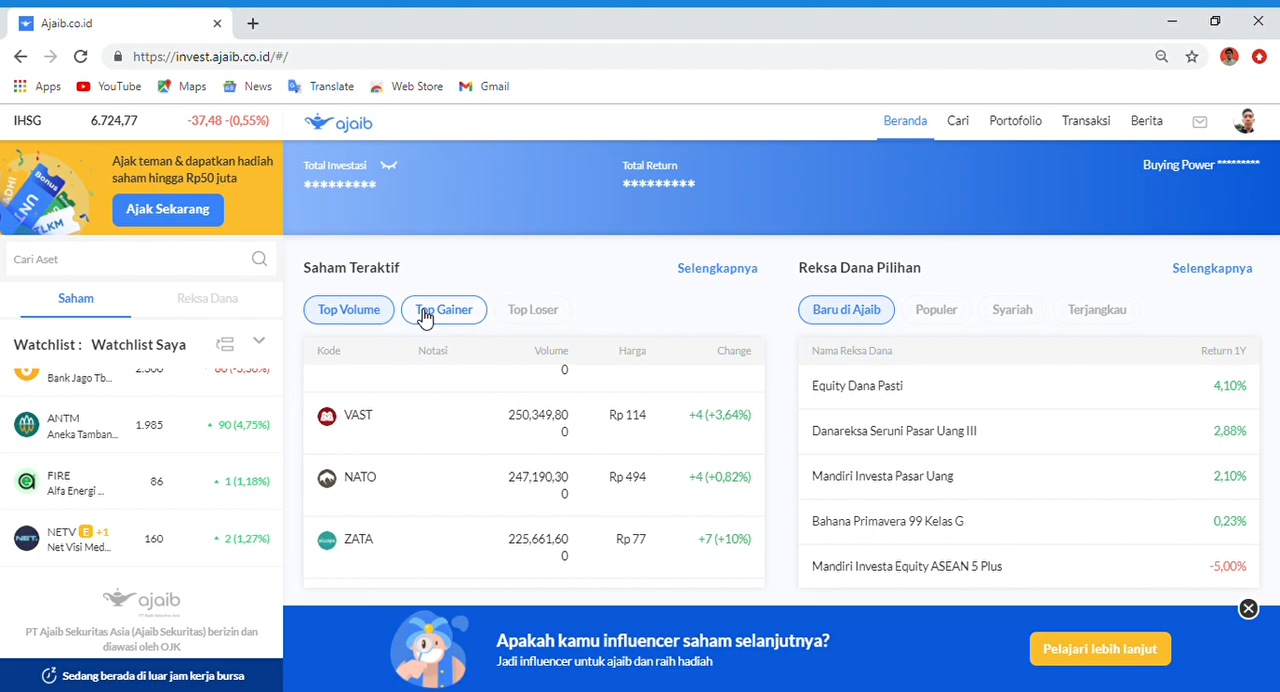 Ajaib.co.id
https://invest.ajaib.co.id/#/
Apps YouTube Maps News Translate Web Store Gmail
IHSG 6.724,77 -37,48 -(0,55%)
ajaib
Beranda Cari Portofolio Transaksi Berita
Ajak teman & dapatkan hadiah
saham hingga Rp50 juta
Ajak Sekarang
ADHI
Bonus
UNT
TLKM
Total Investasi
*********
Total Return
*********
Buying Power *********
Cari Aset
Saham Reksa Dana
Watchlist : Watchlist Saya
Bank Jago Tb...
ANTM
Aneka Tamban...
1.985 90 (4,75%)
FIRE
Alfa Energi ...
86 1 (1,18%)
NETV E +1
Net Visi Med...
160 2 (1,27%)
NET.
ajaib
PT Ajaib Sekuritas Asia (Ajaib Sekuritas) berizin dan
diawasi oleh OJK
Sedang berada di luar jam kerja bursa
Saham Teraktif Selengkapnya
Top Volume Top Gainer Top Loser
Kode Notasi Volume Harga Change
0
VAST 250,349,80 Rp 114 +4 (+3,64%)
0
NATO 247,190,30 Rp 494 +4 (+0,82%)
0
ZATA 225,661,60 Rp 77 +7 (+10%)
0
Reksa Dana Pilihan Selengkapnya
Baru di Ajaib Populer Syariah Terjangkau
Nama Reksa Dana Return 1Y
Equity Dana Pasti 4,10%
Danareksa Seruni Pasar Uang III 2,88%
Mandiri Investa Pasar Uang 2,10%
Bahana Primavera 99 Kelas G 0,23%
Mandiri Investa Equity ASEAN 5 Plus -5,00%
Apakah kamu influencer saham selanjutnya?
Jadi influencer untuk ajaib dan raih hadiah
Pelajari lebih lanjut